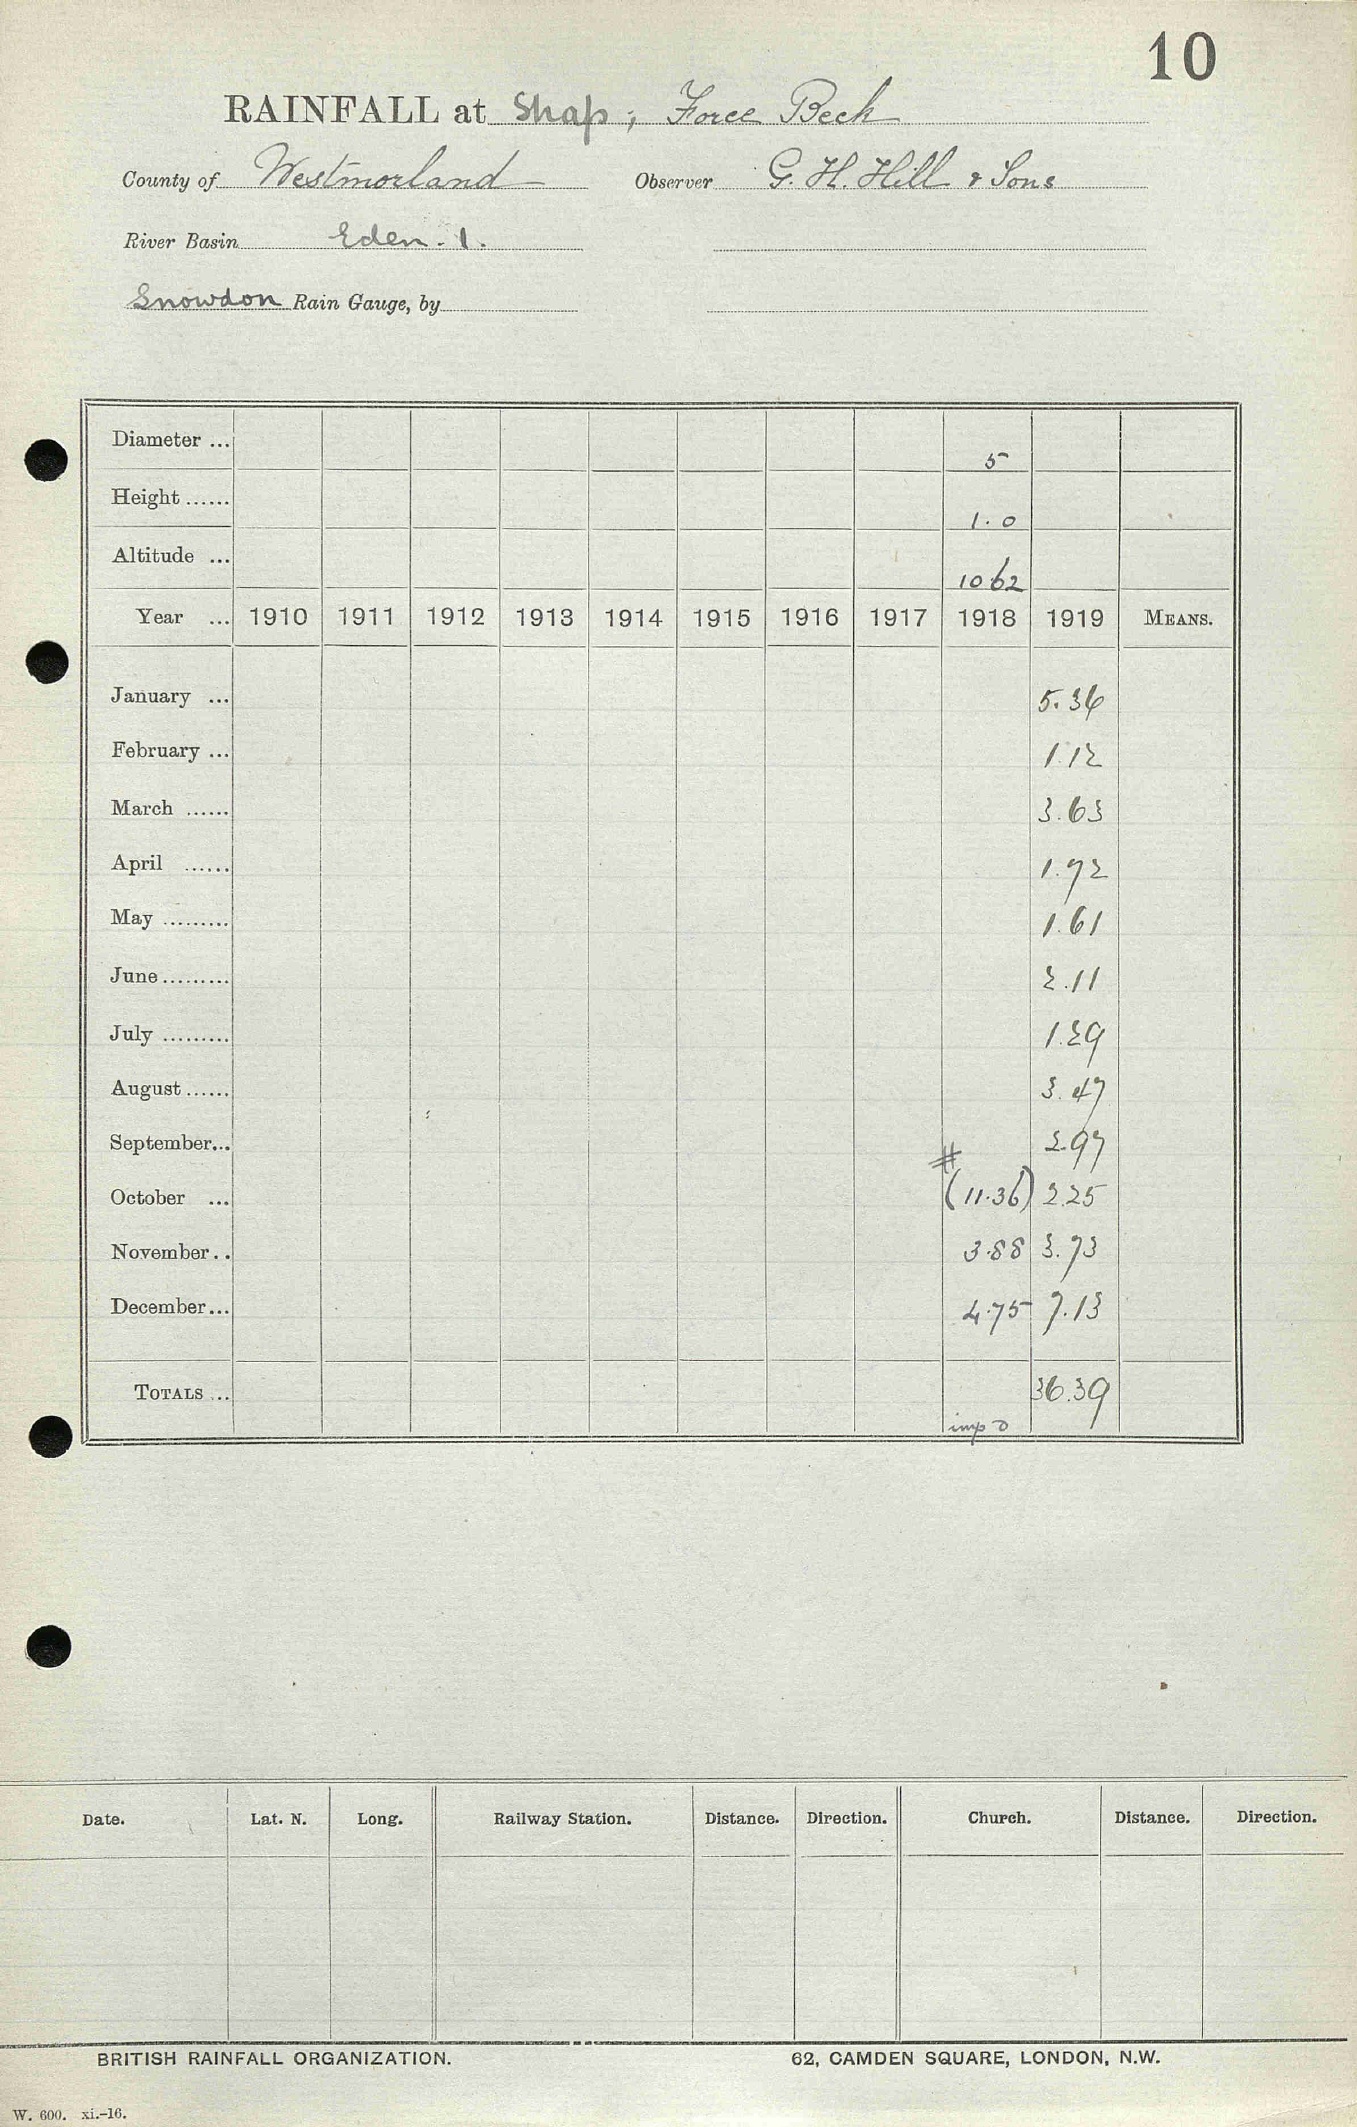 10
RAINFALL at Shap; Force Beck
County of Westmorland Observer G. H. Hill & Sons
River Basin Eden. 1.
Snowdon Rain Gauge, by
Diameter ... 5
Height ...... 1.0
Altitude ... 1062
Year ... 1910 1911 1912 1913 1914 1915 1916 1917 1918 1919 MEANS.
January ... 5.36
February ... 1.12
March ...... 3.63
April ...... 1.72
May ......... 1.61
June ......... 2.11
July ......... 1.29
August ...... 3.47
September... 2.97
#
October ... (11.36) 2.25
November.. 3.88 3.73
December... 4.75 7.13
TOTALS ... 36.39
Date. Lat. N. Long. Railway Station. Distance. Direction. Church. Distance. Direction.
BRITISH RAINFALL ORGANIZATION. 62, CAMDEN SQUARE, LONDON, N.W.
W. 600. xi.-16.